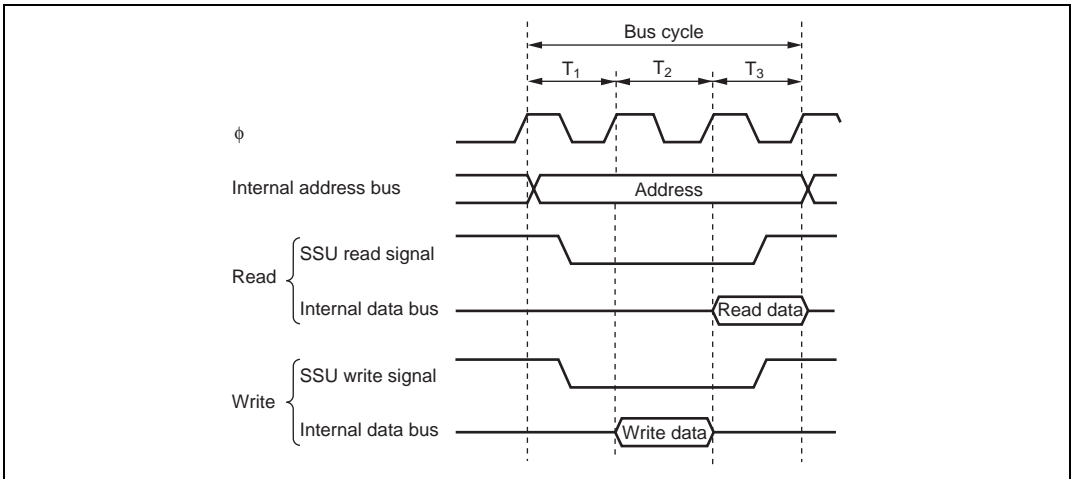 Bus cycle
T₁ T₂ T₃
ϕ
Internal address bus Address
SSU read signal
Read
Internal data bus Read data
SSU write signal
Write
Internal data bus Write data